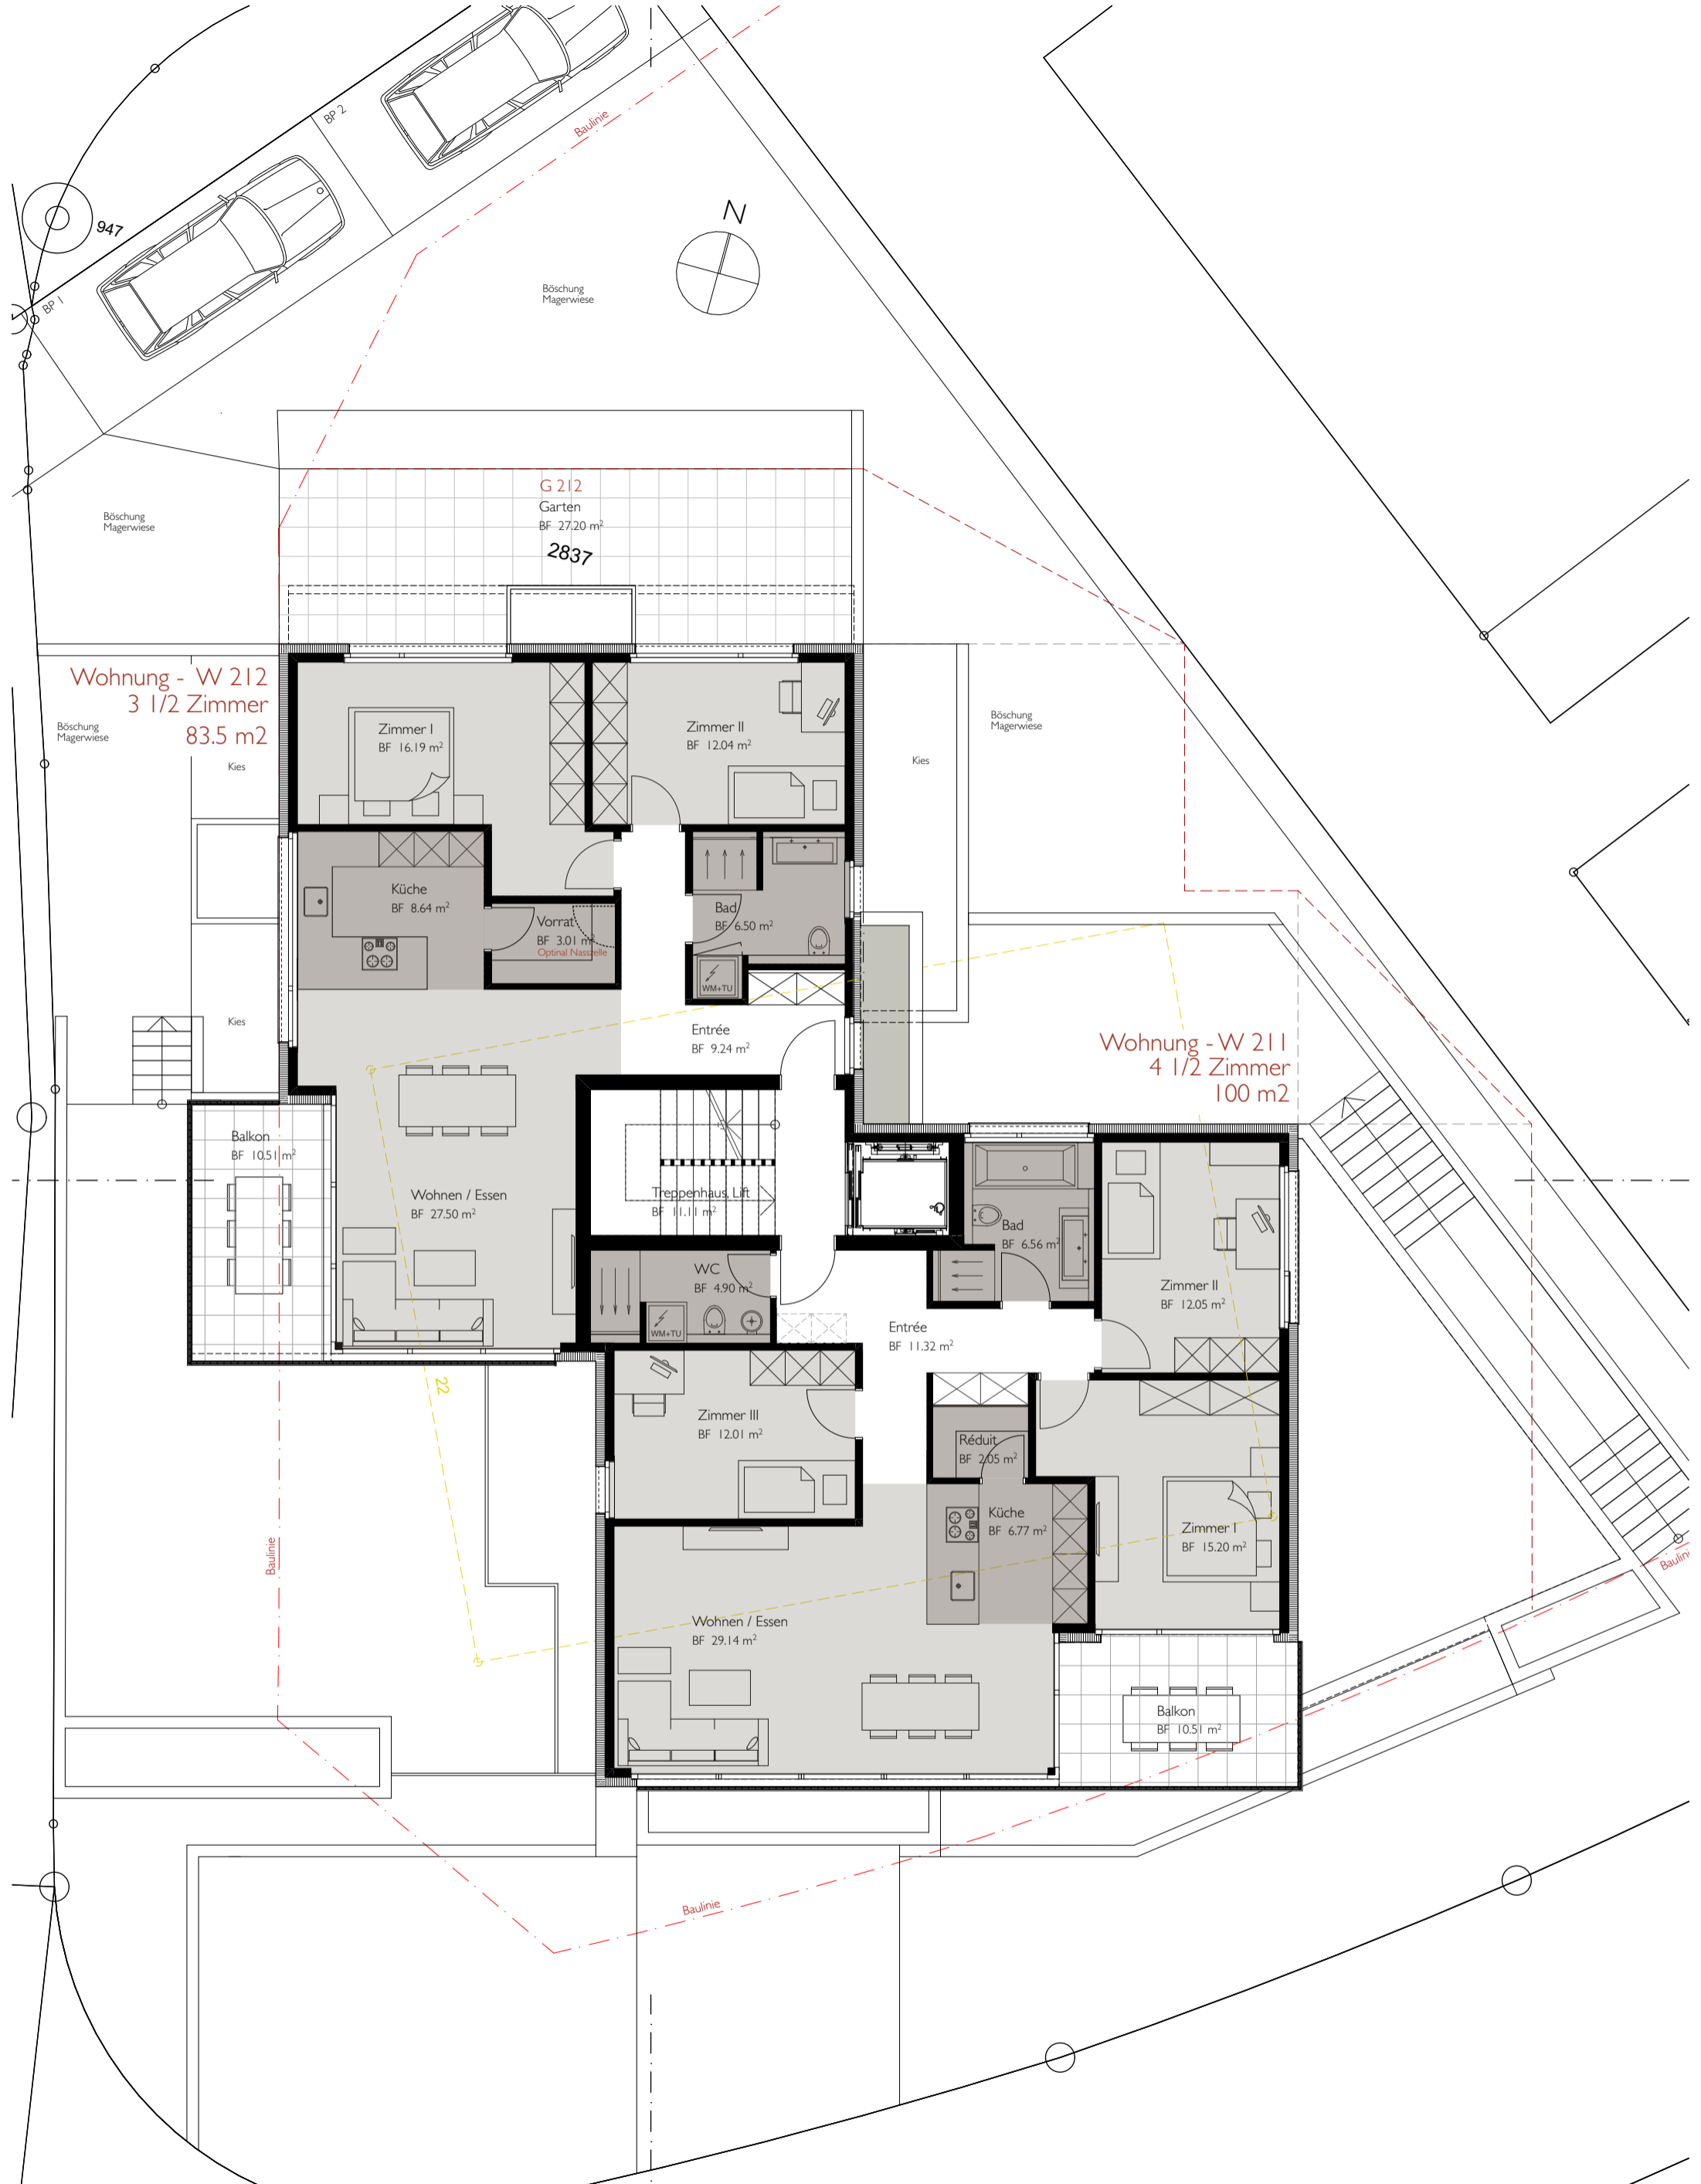 BP 2
Baulinie
947
N
BP 1
Böschung
Magerwiese
G 212
Garten
BF 27.20 m²
2837
Böschung
Magerwiese
Wohnung - W 212
3 1/2 Zimmer
83.5 m2
Böschung
Magerwiese
Kies
Zimmer I
BF 16.19 m²
Zimmer II
BF 12.04 m²
Böschung
Magerwiese
Kies
Küche
BF 8.64 m²
Vorrat
BF 3.01 m²
Optinal Nasszelle
Bad
BF 6.50 m²
WM+TU
Kies
Entrée
BF 9.24 m²
Wohnung - W 211
4 1/2 Zimmer
100 m2
Balkon
BF 10.51 m²
Wohnen / Essen
BF 27.50 m²
Treppenhaus, Lift
BF 11.11 m²
Bad
BF 6.56 m²
Zimmer II
BF 12.05 m²
WC
BF 4.90 m²
WM+TU
Entrée
BF 11.32 m²
22
Zimmer III
BF 12.01 m²
Réduit
BF 2.05 m²
Küche
BF 6.77 m²
Zimmer I
BF 15.20 m²
Baulinie
Baulini
Wohnen / Essen
BF 29.14 m²
Balkon
BF 10.51 m²
Baulinie